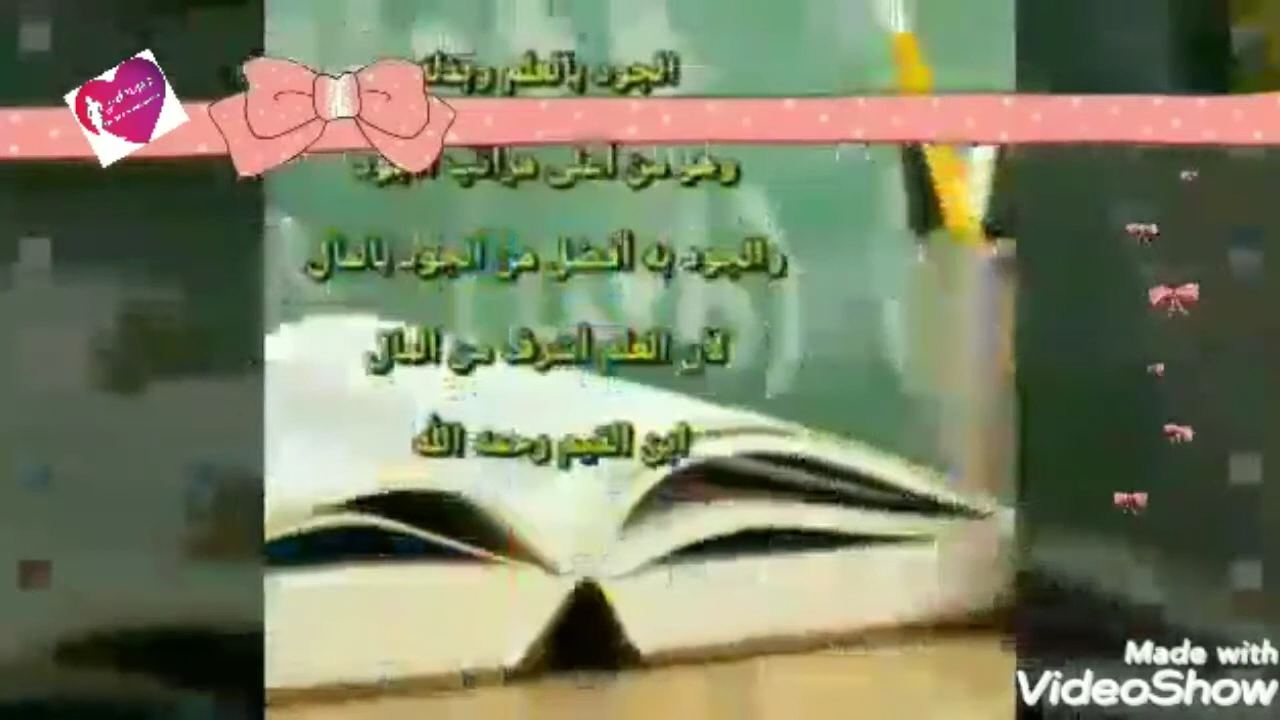 الجود بالعلم وبذله
وهو من أعلى مراتب الجود
والجود به أفضل من الجود بالمال
لأن العلم أشرف من المال
ابن القيم رحمه الله
Made with
VideoShow